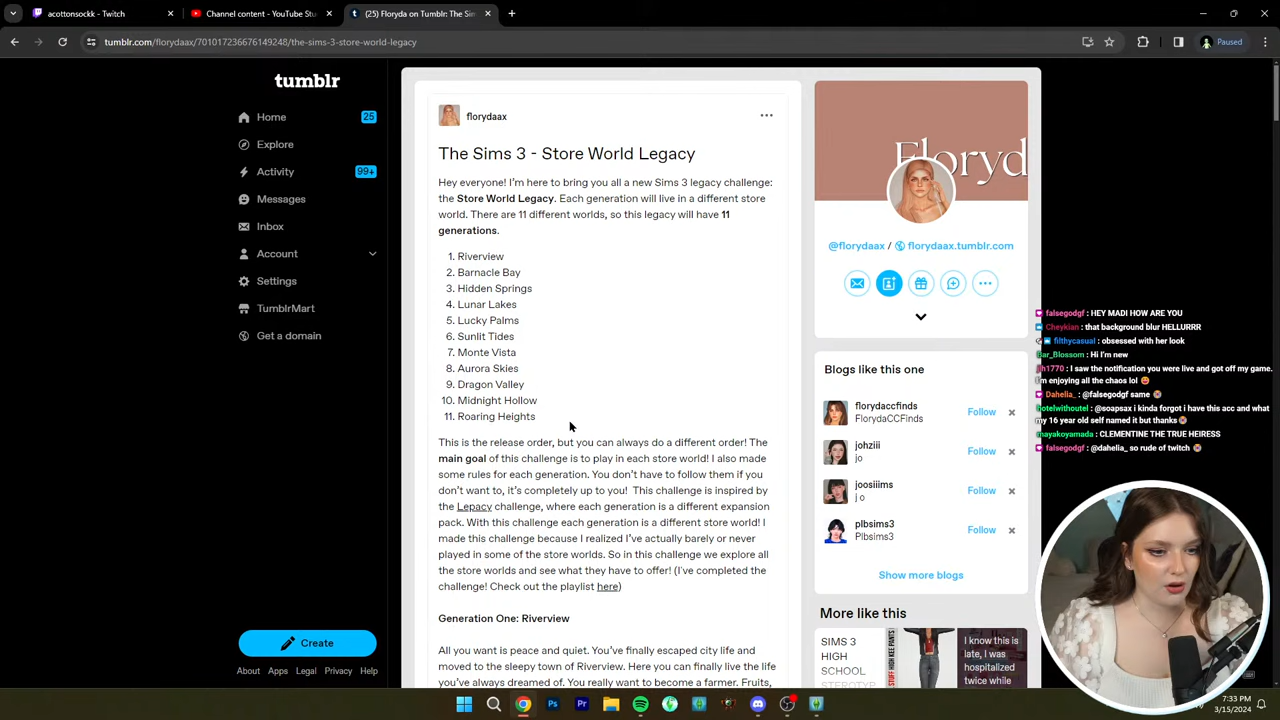 acottonsockk - Twitch
Channel content - YouTube Stu
(25) Floryda on Tumblr: The Sim
tumblr.com/florydaax/701017236676149248/the-sims-3-store-world-legacy
Paused
tumblr
Home 25
Explore
Activity 99+
Messages
Inbox
Account
Settings
TumblrMart
Get a domain
Create
About Apps Legal Privacy Help
florydaax
The Sims 3 - Store World Legacy
Hey everyone! I'm here to bring you all a new Sims 3 legacy challenge:
the Store World Legacy. Each generation will live in a different store
world. There are 11 different worlds, so this legacy will have 11
generations.
1. Riverview
2. Barnacle Bay
3. Hidden Springs
4. Lunar Lakes
5. Lucky Palms
6. Sunlit Tides
7. Monte Vista
8. Aurora Skies
9. Dragon Valley
10. Midnight Hollow
11. Roaring Heights
This is the release order, but you can always do a different order! The
main goal of this challenge is to play in each store world! I also made
some rules for each generation. You don't have to follow them if you
don't want to, it's completely up to you! This challenge is inspired by
the Lepacy challenge, where each generation is a different expansion
pack. With this challenge each generation is a different store world! I
made this challenge because I realized I've actually barely or never
played in some of the store worlds. So in this challenge we explore all
the store worlds and see what they have to offer! (I've completed the
challenge! Check out the playlist here)
Generation One: Riverview
All you want is peace and quiet. You've finally escaped city life and
moved to the sleepy town of Riverview. Here you can finally live the life
you've always dreamed of. You really want to become a farmer. Fruits,
Floryd
@florydaax / florydaax.tumblr.com
Blogs like this one
florydaccfinds
FlorydaCCFinds
Follow
johziii
jo
Follow
joosiiims
j o
Follow
plbsims3
Plbsims3
Follow
Show more blogs
More like this
SIMS 3
HIGH
SCHOOL
STEROTYP
I know this is
late, I was
hospitalized
twice while
falsegodgf : HEY MADI HOW ARE YOU
Cheykian : that background blur HELLURRR
filthycasual : obsessed with her look
Bar_Blossom : Hi I'm new
: I saw the notification you were live and got off my game.
I'm enjoying all the chaos lol
Dahelia_ : @falsegodgf same
hotelwithoutel : @soapsax i kinda forgot i have this acc and what
my 16 year old self named it but thanks
mayakoyamada : CLEMENTINE THE TRUE HEIRESS
falsegodgf : @dahelia_ so rude of twitch
7:33 PM
3/15/2024